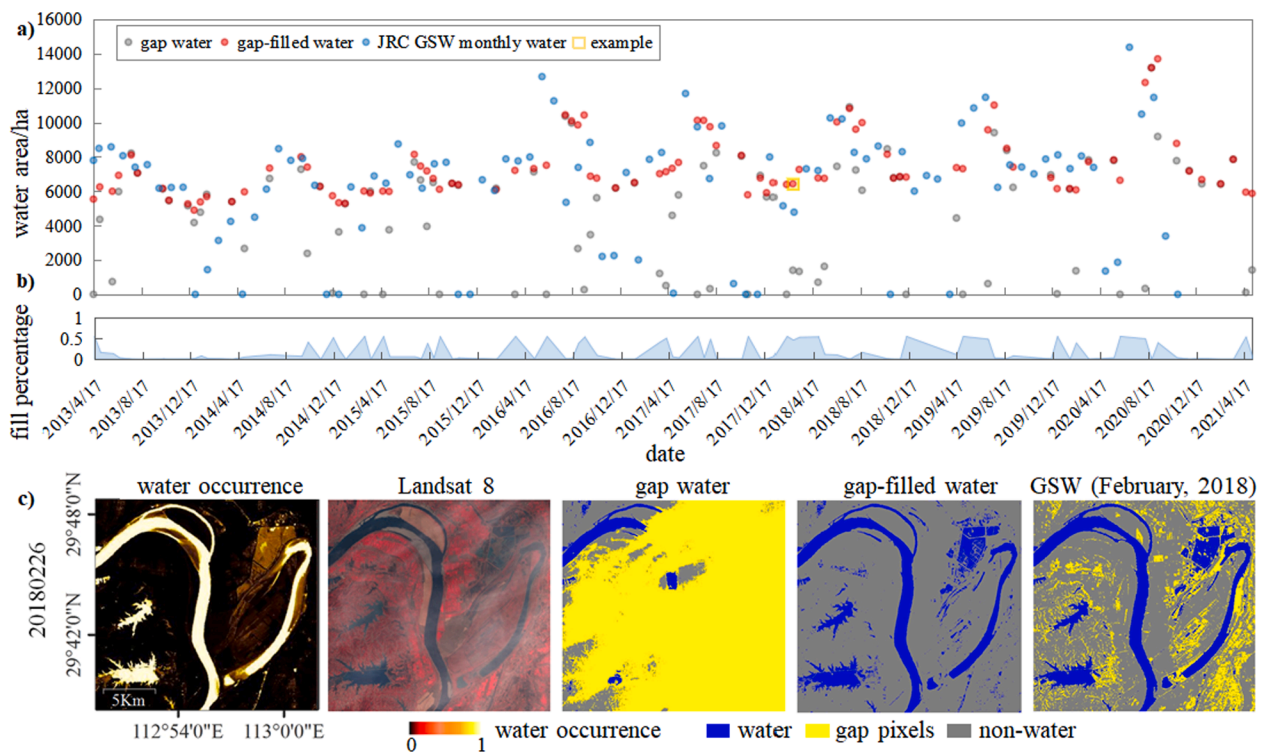 a)
16000
14000
12000
10000
8000
6000
4000
2000
0
water area/ha
gap water gap-filled water JRC GSW monthly water example
b)
1
0.5
0
fill percentage
2013/4/17 2013/8/17 2013/12/17 2014/4/17 2014/8/17 2014/12/17 2015/4/17 2015/8/17 2015/12/17 2016/4/17 2016/8/17 2016/12/17 2017/4/17 2017/8/17 2017/12/17 2018/4/17 2018/8/17 2018/12/17 2019/4/17 2019/8/17 2019/12/17 2020/4/17 2020/8/17 2020/12/17 2021/4/17
date
c)
water occurrence Landsat 8 gap water gap-filled water GSW (February, 2018)
20180226
29°48'0"N
29°42'0"N
5Km
112°54'0"E 113°0'0"E
0 1 water occurrence water gap pixels non-water